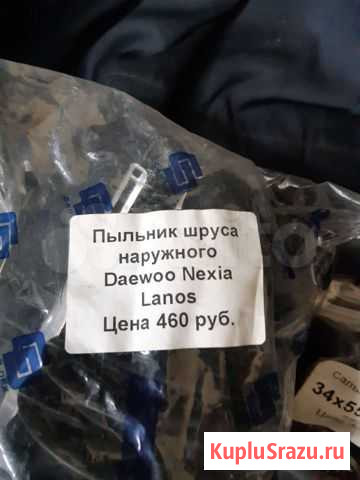 Пыльник шруса
наружного
Daewoo Nexia
Lanos
Цена 460 руб.
34x55
KupluSrazu.ru